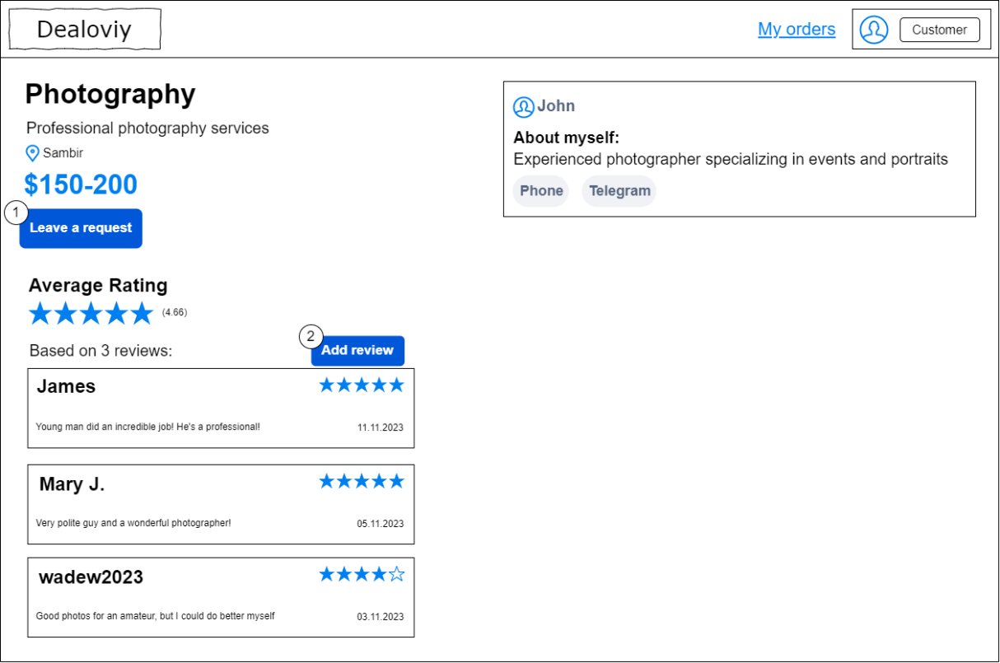 Dealoviy
My orders
Customer
Photography
Professional photography services
Sambir
$150-200
1
Leave a request
John
About myself:
Experienced photographer specializing in events and portraits
Phone
Telegram
Average Rating
(4.66)
Based on 3 reviews:
2
Add review
James
Young man did an incredible job! He's a professional!
11.11.2023
Mary J.
Very polite guy and a wonderful photographer!
05.11.2023
wadew2023
Good photos for an amateur, but I could do better myself
03.11.2023